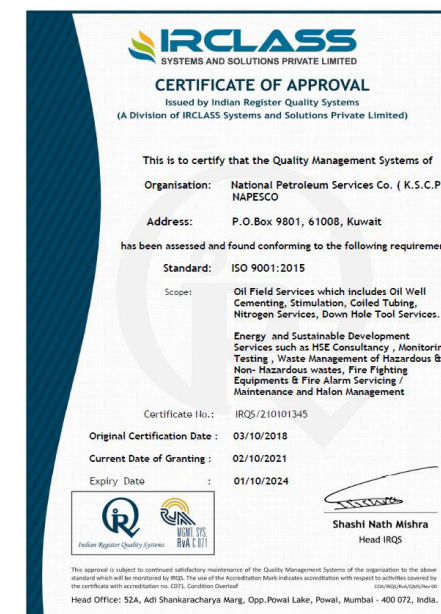 IRCLASS
SYSTEMS AND SOLUTIONS PRIVATE LIMITED
CERTIFICATE OF APPROVAL
Issued by Indian Register Quality Systems
(A Division of IRCLASS Systems and Solutions Private Limited)
This is to certify that the Quality Management Systems of
Organisation: National Petroleum Services Co. ( K.S.C.P
NAPESCO
Address: P.O.Box 9801, 61008, Kuwait
has been assessed and found conforming to the following requireme
Standard: ISO 9001:2015
Scope: Oil Field Services which includes Oil Well
Cementing, Stimulation, Coiled Tubing,
Nitrogen Services, Down Hole Tool Services.
Energy and Sustainable Development
Services such as HSE Consultancy , Monitorin
Testing , Waste Management of Hazardous &
Non- Hazardous wastes, Fire Fighting
Equipments & Fire Alarm Servicing /
Maintenance and Halon Management
Certificate No.: IRQS/210101345
Original Certification Date : 03/10/2018
Current Date of Granting : 02/10/2021
Expiry Date : 01/10/2024
Indian Register Quality Systems
MGMT. SYS.
RvA C 071
Shashi Nath Mishra
Head IRQS
This approval is subject to continued satisfactory maintenance of the Quality Management Systems of the organization to the above
standard which will be monitored by IRQS. The use of the Accreditation Mark indicates accreditation with respect to activities covered by
the certificate with accreditation no. C071. Condition Overleaf COA/IRQS/RvA/QMS/Rev 00
Head Office: 52A, Adi Shankaracharya Marg, Opp.Powai Lake, Powai, Mumbai - 400 072, India.